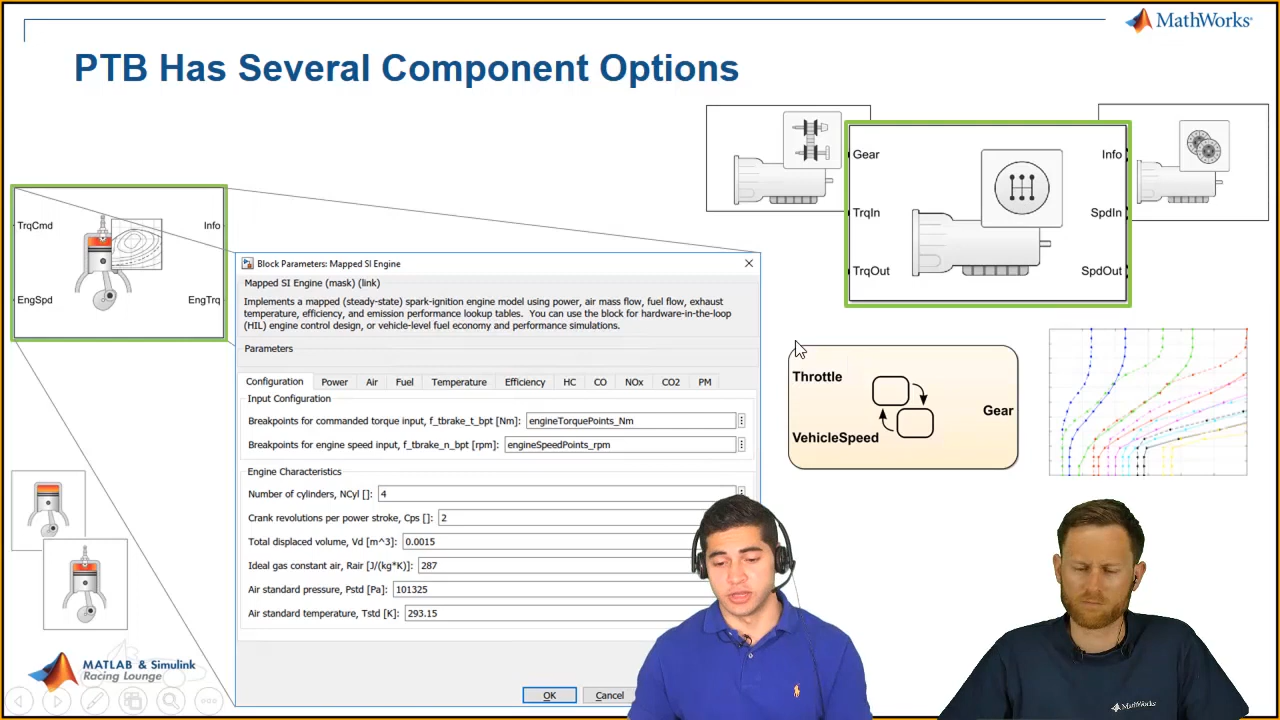 MathWorks®
PTB Has Several Component Options
Gear
TrqIn
TrqOut
Info
SpdIn
SpdOut
TrqCmd
EngSpd
Info
EngTrq
Block Parameters: Mapped SI Engine
Mapped SI Engine (mask) (link)
Implements a mapped (steady-state) spark-ignition engine model using power, air mass flow, fuel flow, exhaust
temperature, efficiency, and emission performance lookup tables. You can use the block for hardware-in-the-loop
(HIL) engine control design, or vehicle-level fuel economy and performance simulations.
Parameters
Configuration Power Air Fuel Temperature Efficiency HC CO NOx CO2 PM
Input Configuration
Breakpoints for commanded torque input, f_tbrake_t_bpt [Nm]: engineTorquePoints_Nm
Breakpoints for engine speed input, f_tbrake_n_bpt [rpm]: engineSpeedPoints_rpm
Engine Characteristics
Number of cylinders, NCyl []: 4
Crank revolutions per power stroke, Cps []: 2
Total displaced volume, Vd [m^3]: 0.0015
Ideal gas constant air, Rair [J/(kg*K)]: 287
Air standard pressure, Pstd [Pa]: 101325
Air standard temperature, Tstd [K]: 293.15
OK Cancel
Throttle
VehicleSpeed
Gear
MATLAB & Simulink
Racing Lounge
MathWorks